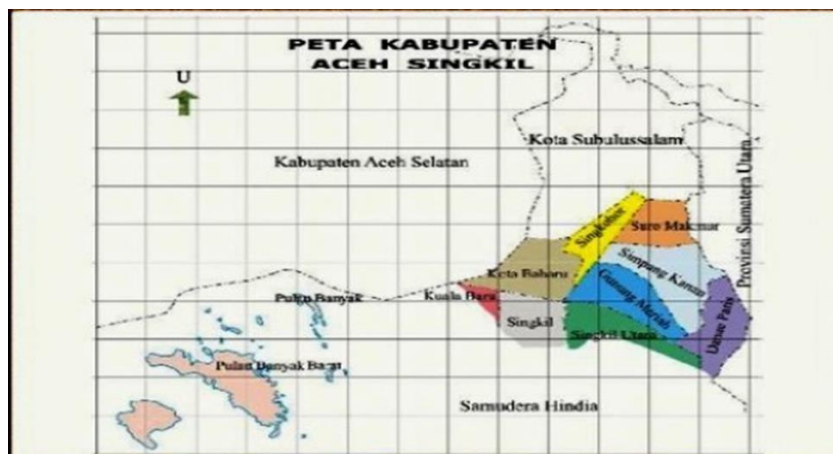 PETA KABUPATEN
ACEH SINGKIL
U
Kota Subulussalam
Kabupaten Aceh Selatan
Provinsi Sumatera Utara
Singkohor
Suro Makmur
Simpang Kanan
Kota Baharu
Gunung Meriah
Pulau Banyak
Kuala Baru
Singkil
Singkil Utara
Danau Paris
Pulau Banyak Barat
Samudera Hindia